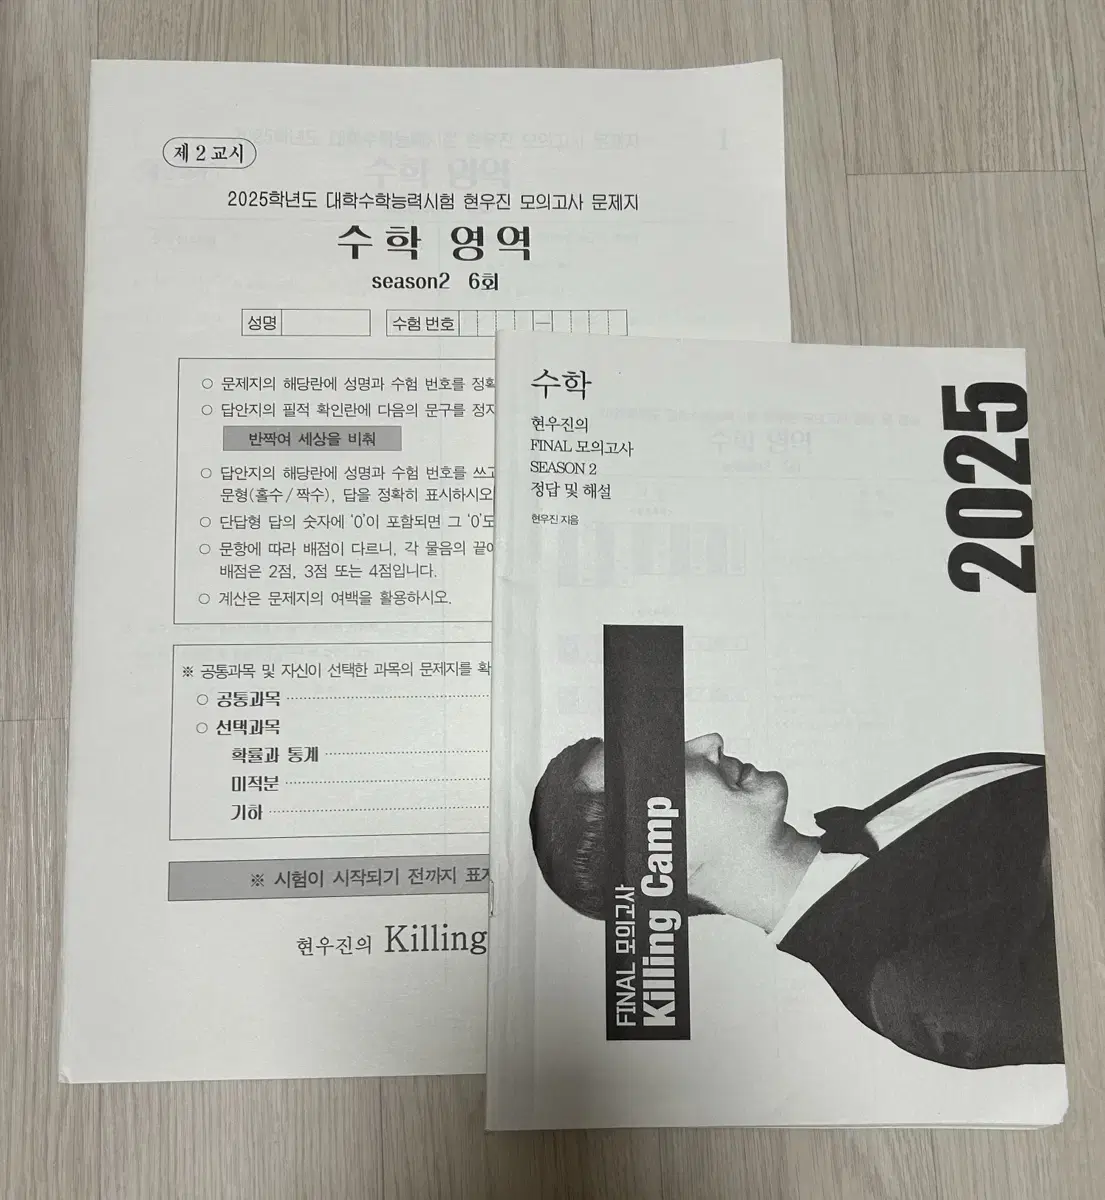 제 2 교시
2025학년도 대학수학능력시험 현우진 모의고사 문제지
수학 영역
season2 6회
성명
수험 번호 —
○ 문제지의 해당란에 성명과 수험 번호를 정확
○ 답안지의 필적 확인란에 다음의 문구를 정자
반짝여 세상을 비춰
○ 답안지의 해당란에 성명과 수험 번호를 쓰고
문형(홀수/짝수), 답을 정확히 표시하시오
○ 단답형 답의 숫자에 ‘0’이 포함되면 그 ‘0’도
○ 문항에 따라 배점이 다르니, 각 물음의 끝에
배점은 2점, 3점 또는 4점입니다.
○ 계산은 문제지의 여백을 활용하시오.
※ 공통과목 및 자신이 선택한 과목의 문제지를 확
○ 공통과목
○ 선택과목
확률과 통계
미적분
기하
※ 시험이 시작되기 전까지 표지
현우진의 Killing
수학
현우진의
FINAL 모의고사
SEASON 2
정답 및 해설
현우진 지음
2025
FINAL 모의고사
Killing Camp